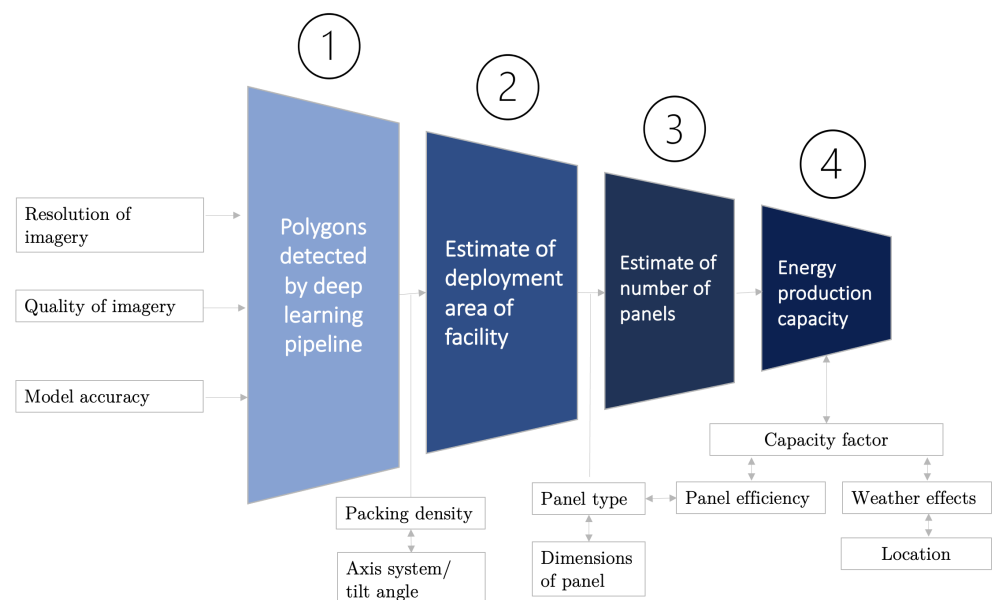 1
2
3
4
Resolution of
imagery
Quality of imagery
Model accuracy
Polygons
detected
by deep
learning
pipeline
Estimate of
deployment
area of
facility
Estimate of
number of
panels
Energy
production
capacity
Capacity factor
Panel efficiency
Weather effects
Location
Packing density
Axis system/
tilt angle
Panel type
Dimensions
of panel